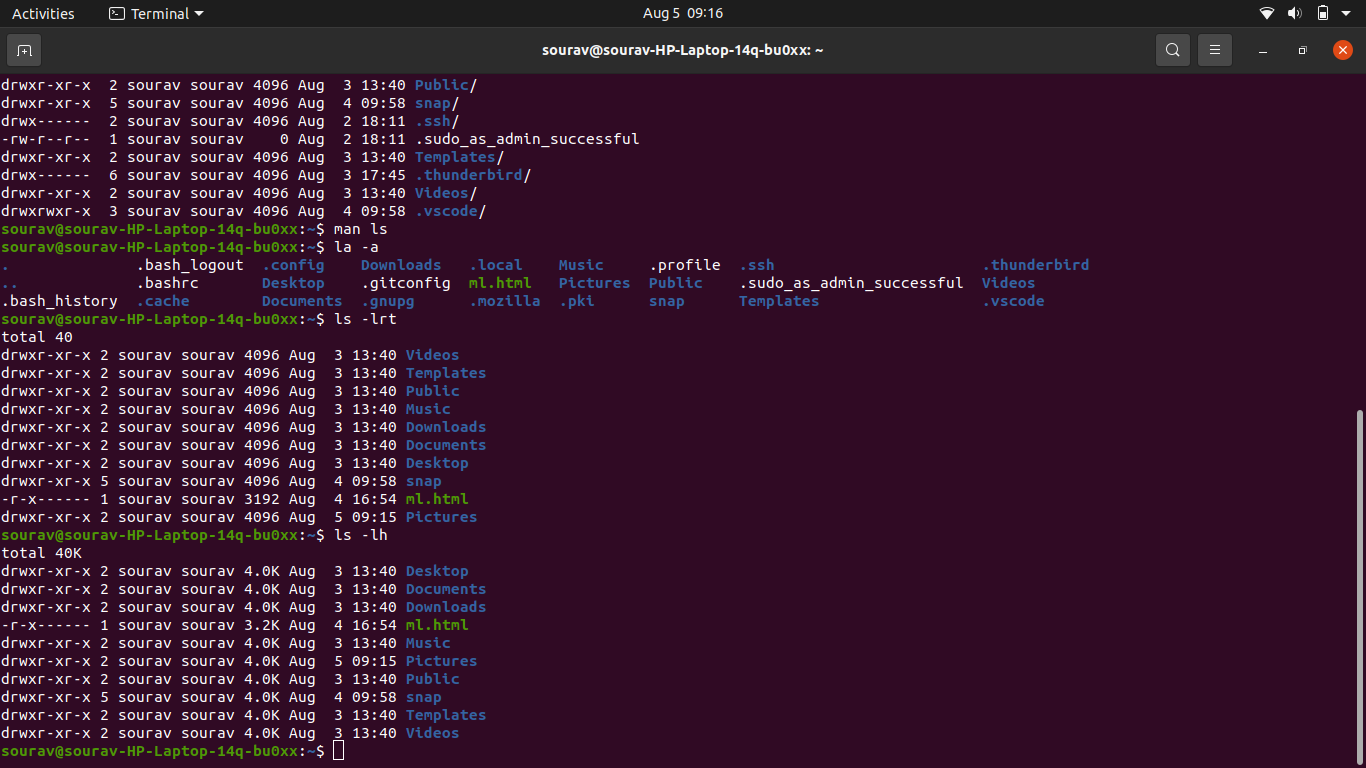 Activities Terminal Aug 5 09:16
sourav@sourav-HP-Laptop-14q-bu0xx: ~
drwxr-xr-x  2 sourav sourav 4096 Aug  3 13:40 Public/
drwxr-xr-x  5 sourav sourav 4096 Aug  4 09:58 snap/
drwx------  2 sourav sourav 4096 Aug  2 18:11 .ssh/
-rw-r--r--  1 sourav sourav    0 Aug  2 18:11 .sudo_as_admin_successful
drwxr-xr-x  2 sourav sourav 4096 Aug  3 13:40 Templates/
drwx------  6 sourav sourav 4096 Aug  3 17:45 .thunderbird/
drwxr-xr-x  2 sourav sourav 4096 Aug  3 13:40 Videos/
drwxrwxr-x  3 sourav sourav 4096 Aug  4 09:58 .vscode/
sourav@sourav-HP-Laptop-14q-bu0xx:~$ man ls
sourav@sourav-HP-Laptop-14q-bu0xx:~$ la -a
.              .bash_logout  .config    Downloads   .local    Music     .profile  .ssh                       .thunderbird
..             .bashrc       Desktop    .gitconfig  ml.html   Pictures  Public    .sudo_as_admin_successful  Videos
.bash_history  .cache        Documents  .gnupg      .mozilla  .pki      snap      Templates                  .vscode
sourav@sourav-HP-Laptop-14q-bu0xx:~$ ls -lrt
total 40
drwxr-xr-x 2 sourav sourav 4096 Aug  3 13:40 Videos
drwxr-xr-x 2 sourav sourav 4096 Aug  3 13:40 Templates
drwxr-xr-x 2 sourav sourav 4096 Aug  3 13:40 Public
drwxr-xr-x 2 sourav sourav 4096 Aug  3 13:40 Music
drwxr-xr-x 2 sourav sourav 4096 Aug  3 13:40 Downloads
drwxr-xr-x 2 sourav sourav 4096 Aug  3 13:40 Documents
drwxr-xr-x 2 sourav sourav 4096 Aug  3 13:40 Desktop
drwxr-xr-x 5 sourav sourav 4096 Aug  4 09:58 snap
-r-x------ 1 sourav sourav 3192 Aug  4 16:54 ml.html
drwxr-xr-x 2 sourav sourav 4096 Aug  5 09:15 Pictures
sourav@sourav-HP-Laptop-14q-bu0xx:~$ ls -lh
total 40K
drwxr-xr-x 2 sourav sourav 4.0K Aug  3 13:40 Desktop
drwxr-xr-x 2 sourav sourav 4.0K Aug  3 13:40 Documents
drwxr-xr-x 2 sourav sourav 4.0K Aug  3 13:40 Downloads
-r-x------ 1 sourav sourav 3.2K Aug  4 16:54 ml.html
drwxr-xr-x 2 sourav sourav 4.0K Aug  3 13:40 Music
drwxr-xr-x 2 sourav sourav 4.0K Aug  5 09:15 Pictures
drwxr-xr-x 2 sourav sourav 4.0K Aug  3 13:40 Public
drwxr-xr-x 5 sourav sourav 4.0K Aug  4 09:58 snap
drwxr-xr-x 2 sourav sourav 4.0K Aug  3 13:40 Templates
drwxr-xr-x 2 sourav sourav 4.0K Aug  3 13:40 Videos
sourav@sourav-HP-Laptop-14q-bu0xx:~$